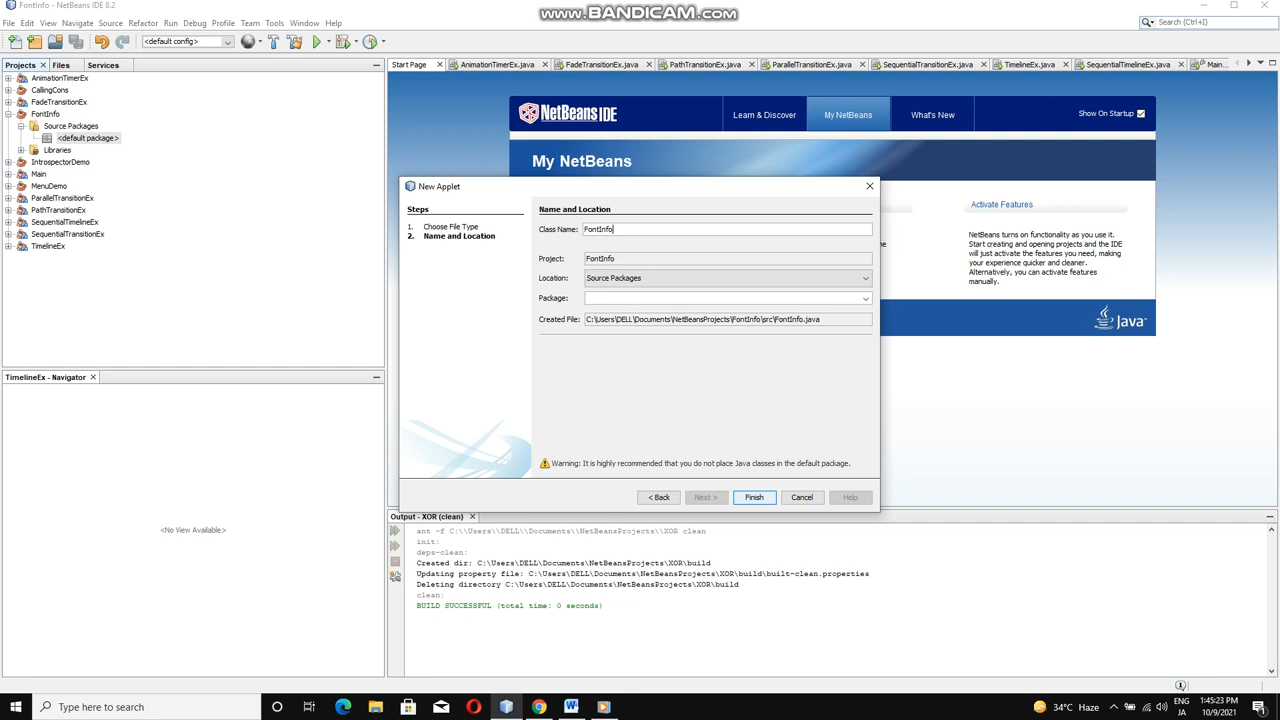 FontInfo - NetBeans IDE 8.2
www.BANDICAM.com
File Edit View Navigate Source Refactor Run Debug Profile Team Tools Window Help
Search (Ctrl+I)
<default config>
Projects Files Services
Start Page AnimationTimerEx.java FadeTransitionEx.java PathTransitionEx.java ParallelTransitionEx.java SequentialTransitionEx.java TimelineEx.java SequentialTimelineEx.java Main...
AnimationTimerEx
CallingCons
FadeTransitionEx
FontInfo
Source Packages
<default package>
Libraries
IntrospectorDemo
Main
MenuDemo
ParallelTransitionEx
PathTransitionEx
SequentialTimelineEx
SequentialTransitionEx
TimelineEx
NetBeans IDE
Learn & Discover My NetBeans What's New
Show On Startup
My NetBeans
Activate Features
NetBeans turns on functionality as you use it.
Start creating and opening projects and the IDE
will just activate the features you need, making
your experience quicker and cleaner.
Alternatively, you can activate features
manually.
Java
New Applet
Steps
1. Choose File Type
2. Name and Location
Name and Location
Class Name: FontInfo
Project: FontInfo
Location: Source Packages
Package:
Created File: C:\Users\DELL\Documents\NetBeansProjects\FontInfo\src\FontInfo.java
Warning: It is highly recommended that you do not place Java classes in the default package.
< Back Next > Finish Cancel Help
TimelineEx - Navigator
<No View Available>
Output - XOR (clean)
ant -f C:\\Users\\DELL\\Documents\\NetBeansProjects\\XOR clean
init:
deps-clean:
Created dir: C:\Users\DELL\Documents\NetBeansProjects\XOR\build
Updating property file: C:\Users\DELL\Documents\NetBeansProjects\XOR\build\built-clean.properties
Deleting directory C:\Users\DELL\Documents\NetBeansProjects\XOR\build
clean:
BUILD SUCCESSFUL (total time: 0 seconds)
Type here to search
34°C Haze
ENG
JA
1:45:23 PM
10/9/2021
1